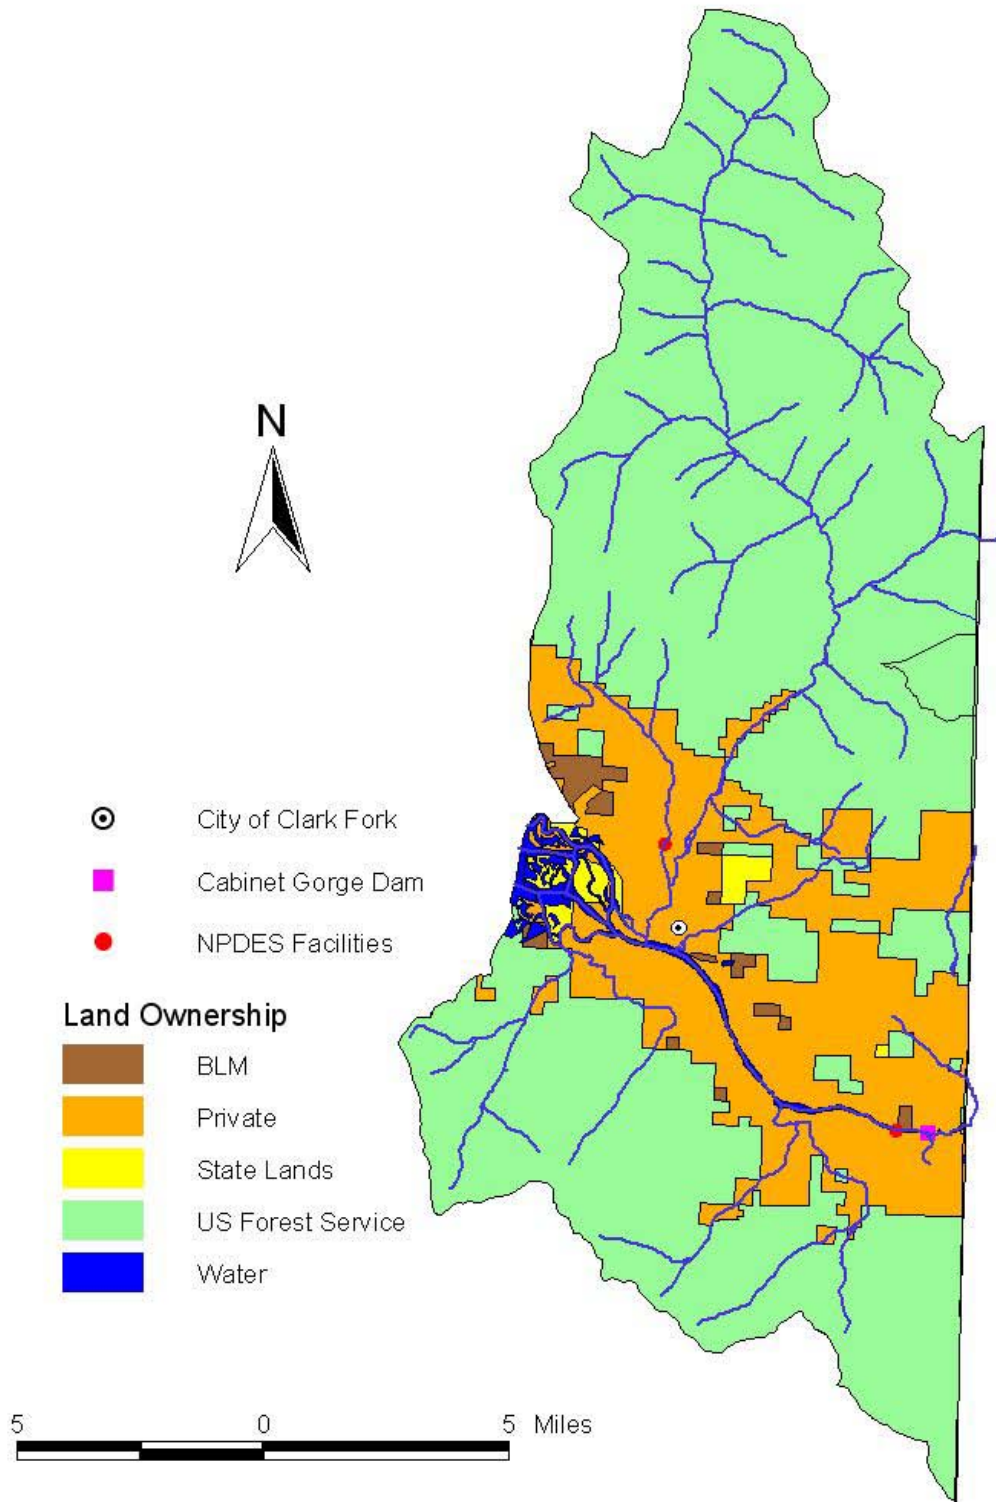 N
City of Clark Fork
Cabinet Gorge Dam
NPDES Facilities
Land Ownership
BLM
Private
State Lands
US Forest Service
Water
5 0 5 Miles